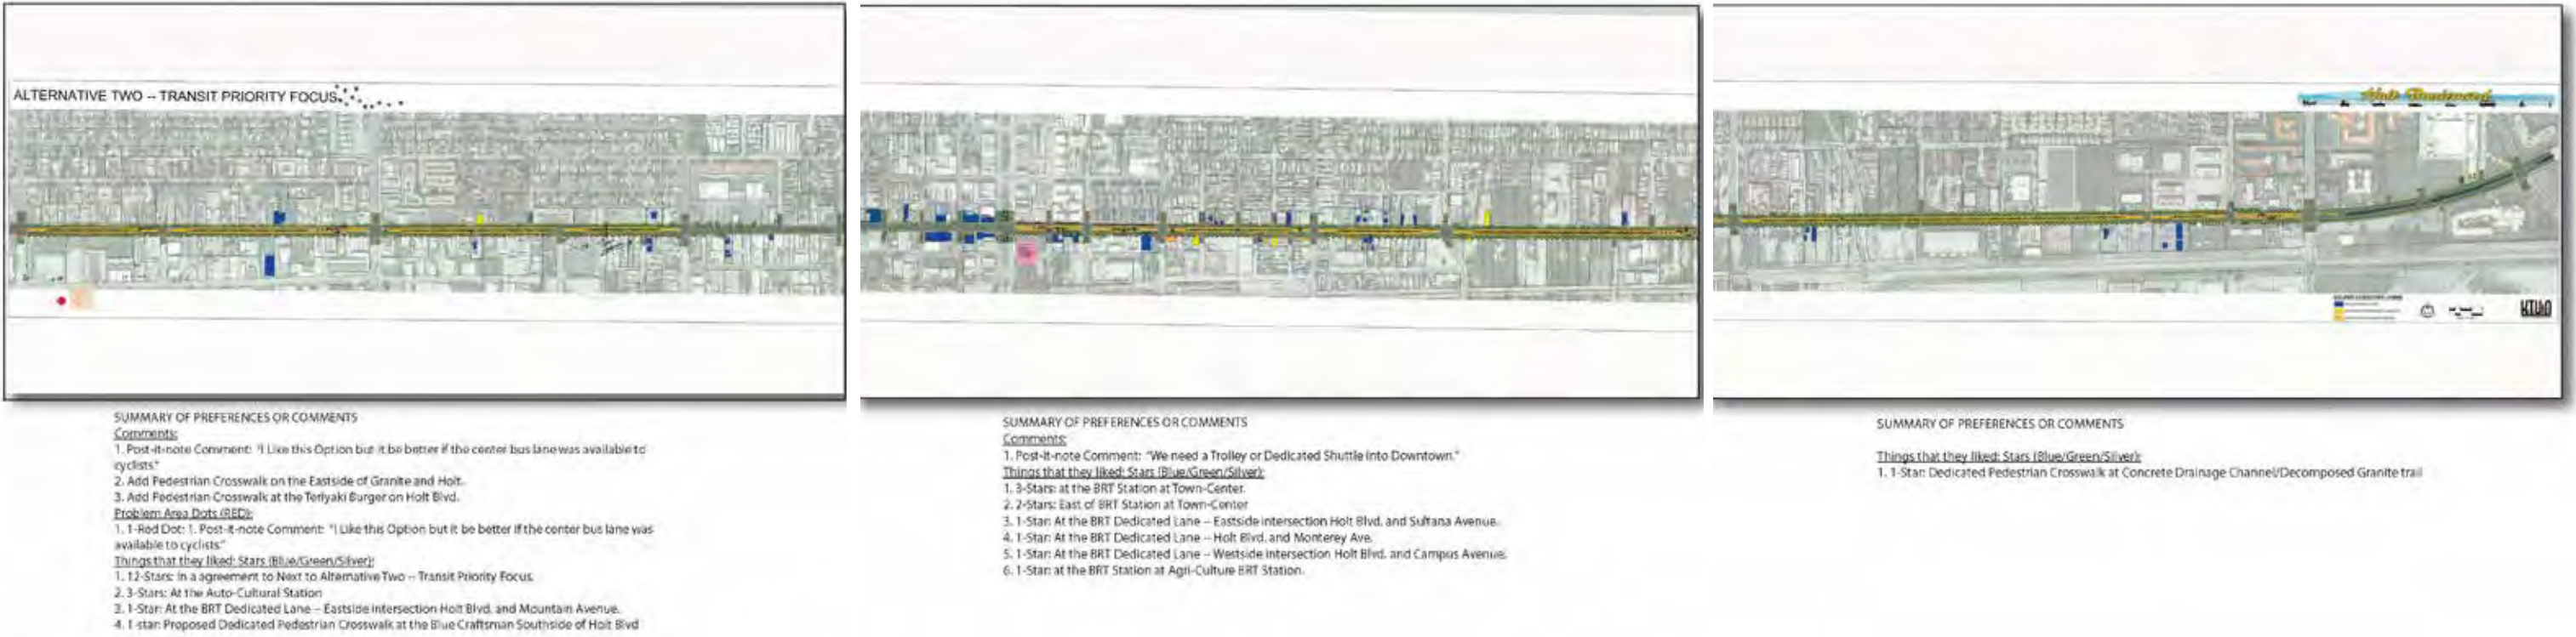 ALTERNATIVE TWO -- TRANSIT PRIORITY FOCUS
SUMMARY OF PREFERENCES OR COMMENTS
Comments:
1. Post-it-note Comment: "I Like this Option but it be better if the center bus lane was available to
cyclists"
2. Add Pedestrian Crosswalk on the Eastside of Granite and Holt.
3. Add Pedestrian Crosswalk at the Teriyaki Burger on Holt Blvd.
Problem Area Dots (RED):
1. 1-Red Dot: 1. Post-it-note Comment: "I Like this Option but it be better if the center bus lane was
available to cyclists"
Things that they liked: Stars (Blue/Green/Silver):
1. 12-Stars: in a agreement to Next to Alternative Two -- Transit Priority Focus.
2. 3-Stars: At the Auto-Cultural Station
3. 1-Star: At the BRT Dedicated Lane -- Eastside intersection Holt Blvd. and Mountain Avenue.
4. 1-star: Proposed Dedicated Pedestrian Crosswalk at the Blue Craftsman Southside of Holt Blvd
SUMMARY OF PREFERENCES OR COMMENTS
Comments:
1. Post-it-note Comment: "We need a Trolley or Dedicated Shuttle into Downtown."
Things that they liked: Stars (Blue/Green/Silver):
1. 3-Stars: at the BRT Station at Town-Center.
2. 2-Stars: East of BRT Station at Town-Center
3. 1-Star: At the BRT Dedicated Lane -- Eastside intersection Holt Blvd. and Sultana Avenue.
4. 1-Star: At the BRT Dedicated Lane -- Holt Blvd. and Monterey Ave.
5. 1-Star: At the BRT Dedicated Lane -- Westside intersection Holt Blvd. and Campus Avenue.
6. 1-Star: at the BRT Station at Agri-Culture BRT Station.
Holt Boulevard
KTU+A
SUMMARY OF PREFERENCES OR COMMENTS
Things that they liked: Stars (Blue/Green/Silver):
1. 1-Star: Dedicated Pedestrian Crosswalk at Concrete Drainage Channel/Decomposed Granite trail